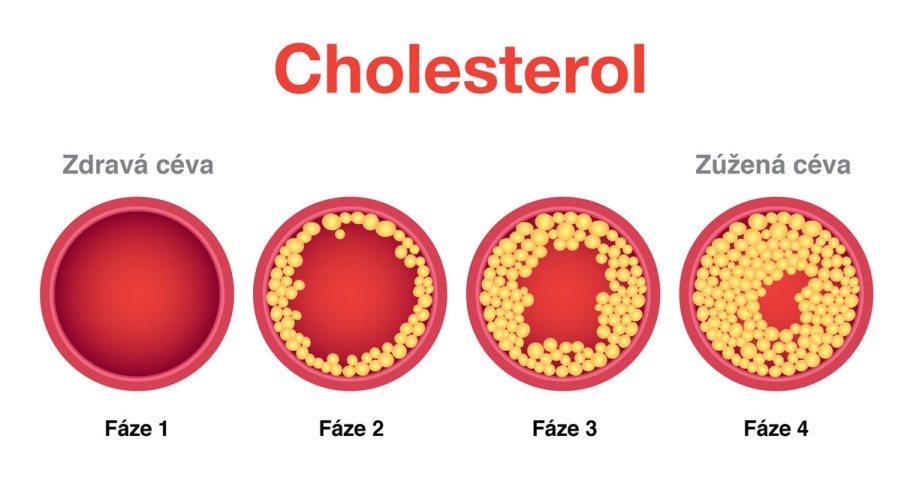 Cholesterol
Zdravá céva
Zúžená céva
Fáze 1
Fáze 2
Fáze 3
Fáze 4